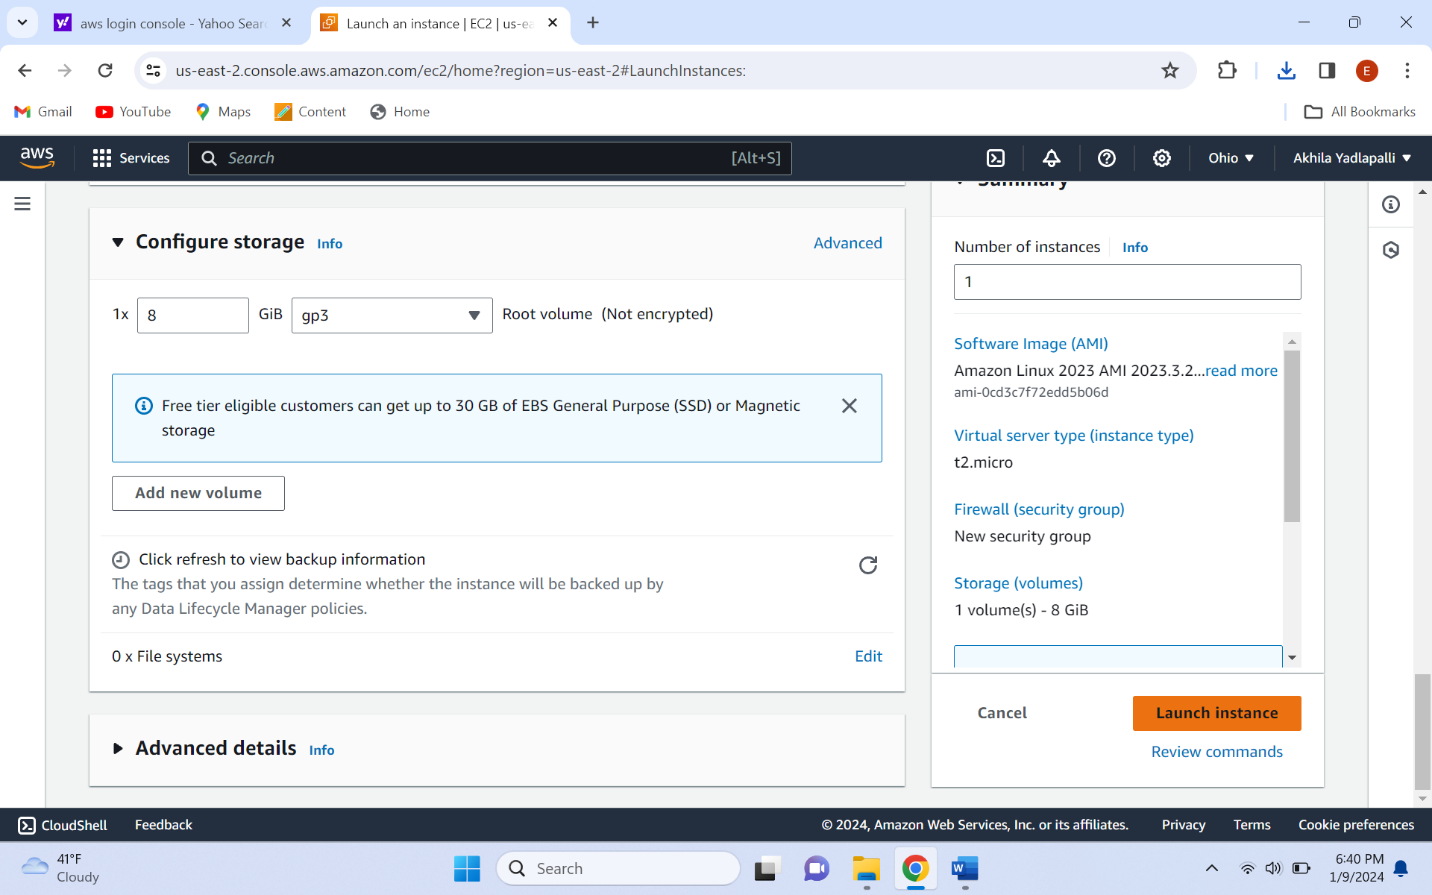 aws login console - Yahoo Sear
Launch an instance | EC2 | us-ea
us-east-2.console.aws.amazon.com/ec2/home?region=us-east-2#LaunchInstances:
E
Gmail
YouTube
Maps
Content
Home
All Bookmarks
aws
Services
Search
[Alt+S]
Ohio
Akhila Yadlapalli
Summary
Configure storage Info
Advanced
1x 8 GiB gp3 Root volume (Not encrypted)
Free tier eligible customers can get up to 30 GB of EBS General Purpose (SSD) or Magnetic
storage
Add new volume
Click refresh to view backup information
The tags that you assign determine whether the instance will be backed up by
any Data Lifecycle Manager policies.
0 x File systems
Edit
Advanced details Info
Number of instances Info
1
Software Image (AMI)
Amazon Linux 2023 AMI 2023.3.2...read more
ami-0cd3c7f72edd5b06d
Virtual server type (instance type)
t2.micro
Firewall (security group)
New security group
Storage (volumes)
1 volume(s) - 8 GiB
Cancel
Launch instance
Review commands
CloudShell
Feedback
© 2024, Amazon Web Services, Inc. or its affiliates.
Privacy
Terms
Cookie preferences
41°F
Cloudy
Search
6:40 PM
1/9/2024